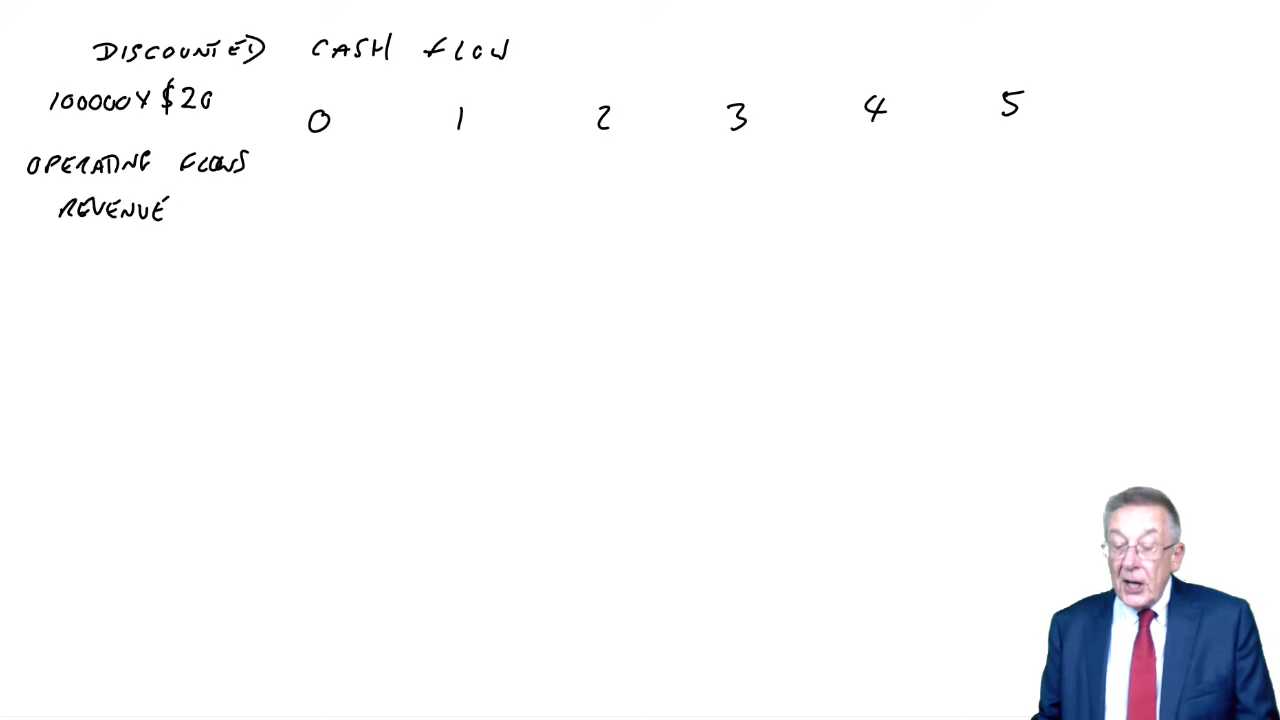 DISCOUNTED CASH FLOW
100000 X $20
0 1 2 3 4 5
OPERATING FLOWS
REVENUE